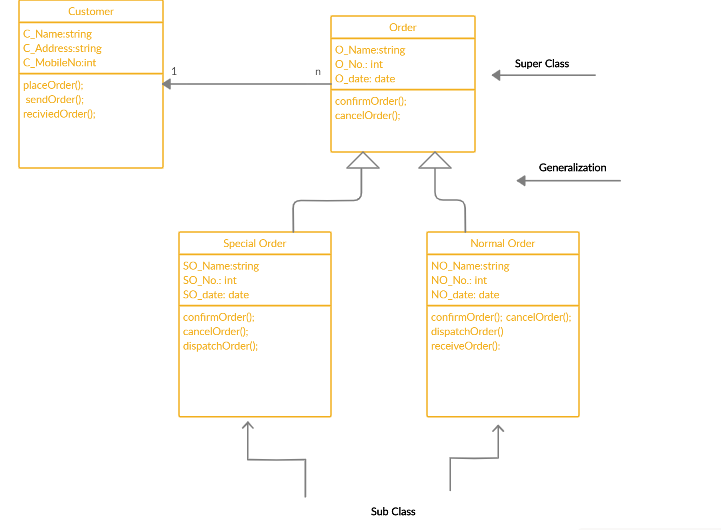 Customer
C_Name:string
C_Address:string
C_MobileNo:int
placeOrder();
sendOrder();
reciviedOrder();
1
n
Order
O_Name:string
O_No.: int
O_date: date
confirmOrder();
cancelOrder();
Super Class
Generalization
Special Order
SO_Name:string
SO_No.: int
SO_date: date
confirmOrder();
cancelOrder();
dispatchOrder();
Normal Order
NO_Name:string
NO_No.: int
NO_date: date
confirmOrder(); cancelOrder();
dispatchOrder()
receiveOrder():
Sub Class